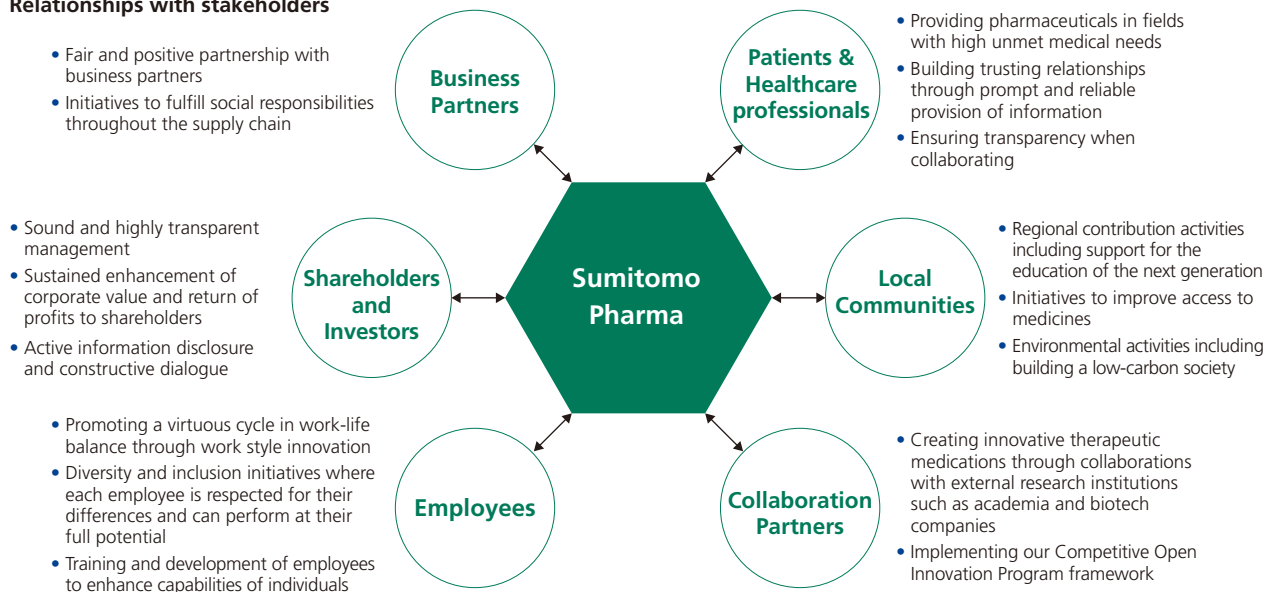 Relationships with stakeholders
• Fair and positive partnership with
business partners
• Initiatives to fulfill social responsibilities
throughout the supply chain
Business
Partners
Patients &
Healthcare
professionals
• Providing pharmaceuticals in fields
with high unmet medical needs
• Building trusting relationships
through prompt and reliable
provision of information
• Ensuring transparency when
collaborating
• Sound and highly transparent
management
• Sustained enhancement of
corporate value and return of
profits to shareholders
• Active information disclosure
and constructive dialogue
Shareholders
and
Investors
Sumitomo
Pharma
Local
Communities
• Regional contribution activities
including support for the
education of the next generation
• Initiatives to improve access to
medicines
• Environmental activities including
building a low-carbon society
• Promoting a virtuous cycle in work-life
balance through work style innovation
• Diversity and inclusion initiatives where
each employee is respected for their
differences and can perform at their
full potential
• Training and development of employees
to enhance capabilities of individuals
Employees
Collaboration
Partners
• Creating innovative therapeutic
medications through collaborations
with external research institutions
such as academia and biotech
companies
• Implementing our Competitive Open
Innovation Program framework